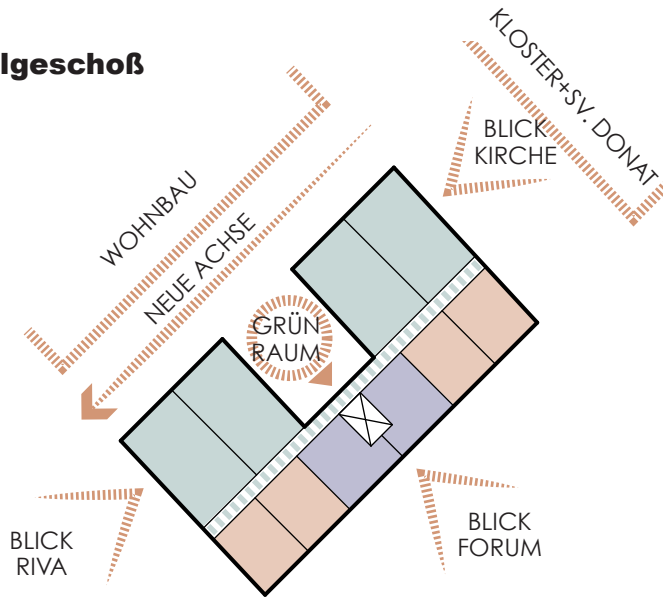 lgeschoß
KLOSTER+SV. DONAT
BLICK
KIRCHE
WOHNBAU
NEUE ACHSE
GRÜN
RAUM
BLICK
RIVA
BLICK
FORUM